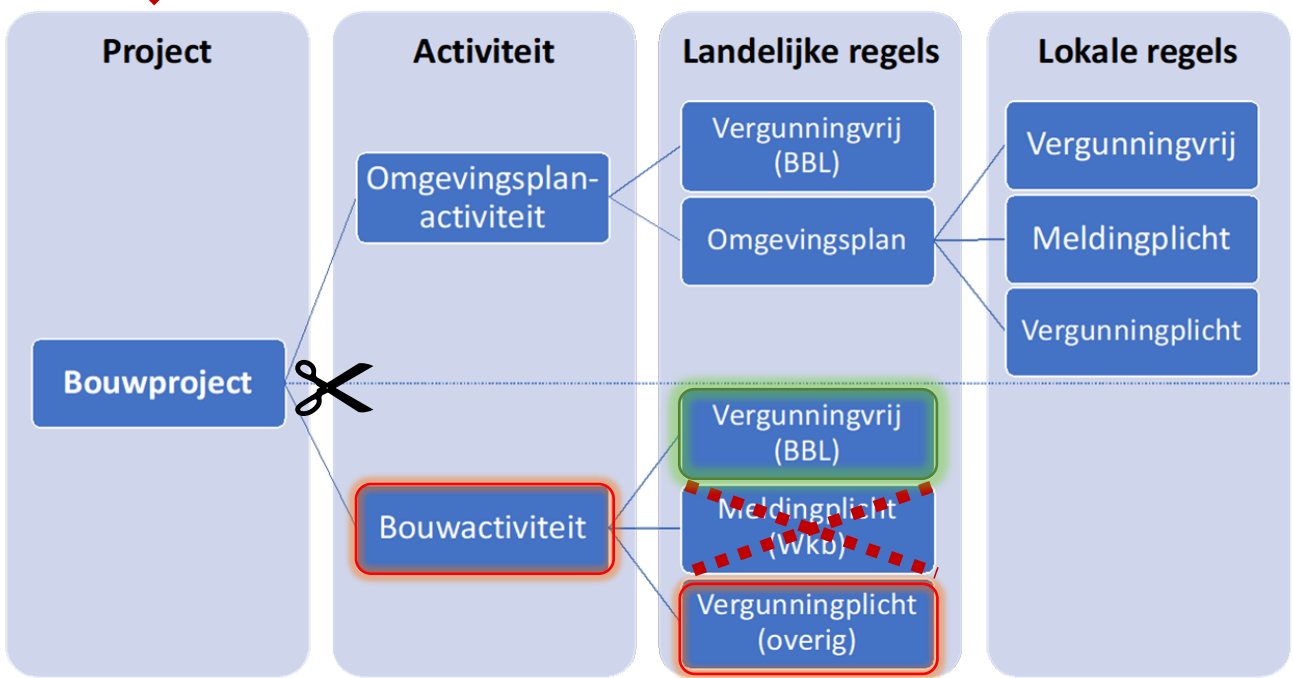 Project
Activiteit
Landelijke regels
Lokale regels
Bouwproject
Omgevingsplan-
activiteit
Bouwactiviteit
Vergunningvrij
(BBL)
Omgevingsplan
Vergunningvrij
(BBL)
Meldingplicht
(Wkb)
Vergunningplicht
(overig)
Vergunningvrij
Meldingplicht
Vergunningplicht